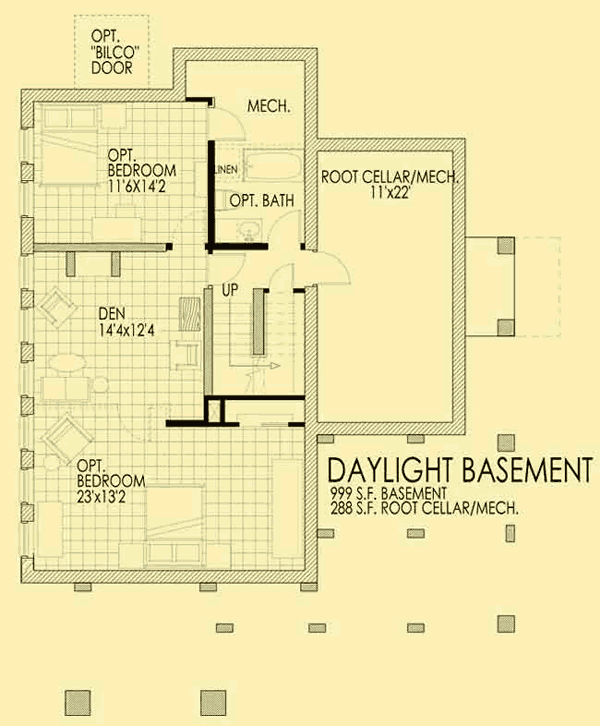 OPT.
"BILCO"
DOOR
MECH.
OPT.
BEDROOM
11'6X14'2
LINEN
OPT. BATH
ROOT CELLAR/MECH.
11'x22'
UP
DEN
14'4x12'4
OPT.
BEDROOM
23'x13'2
DAYLIGHT BASEMENT
999 S.F. BASEMENT
288 S.F. ROOT CELLAR/MECH.